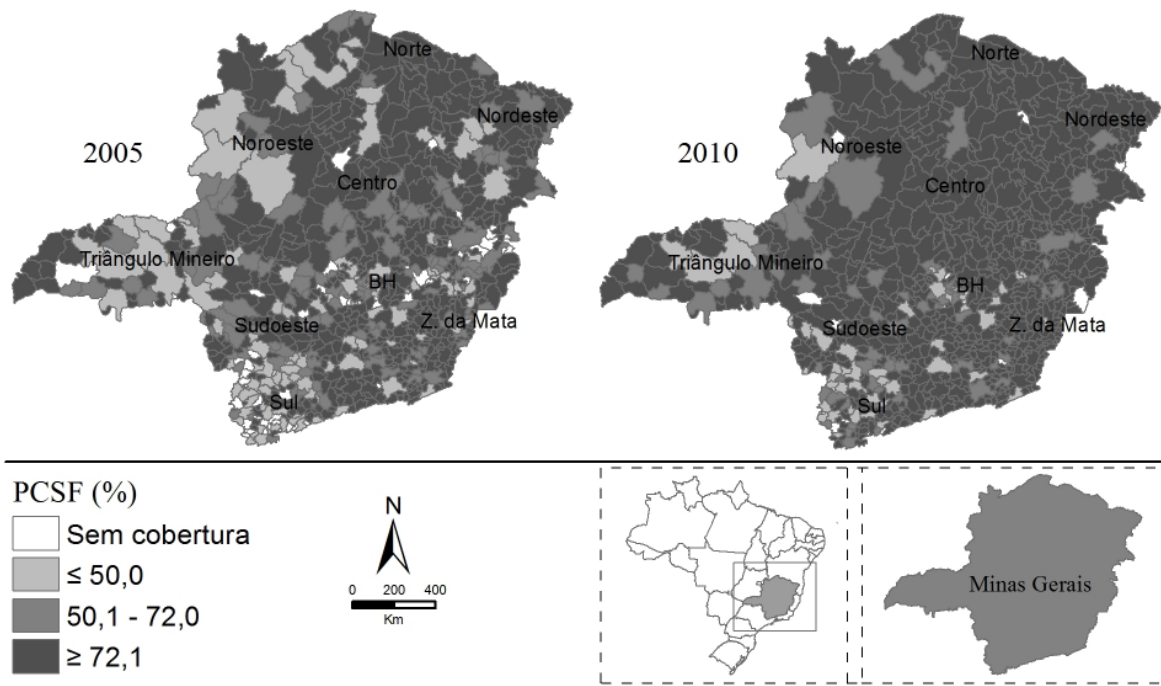 2005
Norte
Nordeste
Noroeste
Centro
Triângulo Mineiro
BH
Sudoeste
Z. da Mata
Sul
2010
Norte
Nordeste
Noroeste
Centro
Triângulo Mineiro
BH
Sudoeste
Z. da Mata
Sul
PCSF (%)
Sem cobertura
≤ 50,0
50,1 - 72,0
≥ 72,1
N
0 200 400
Km
Minas Gerais